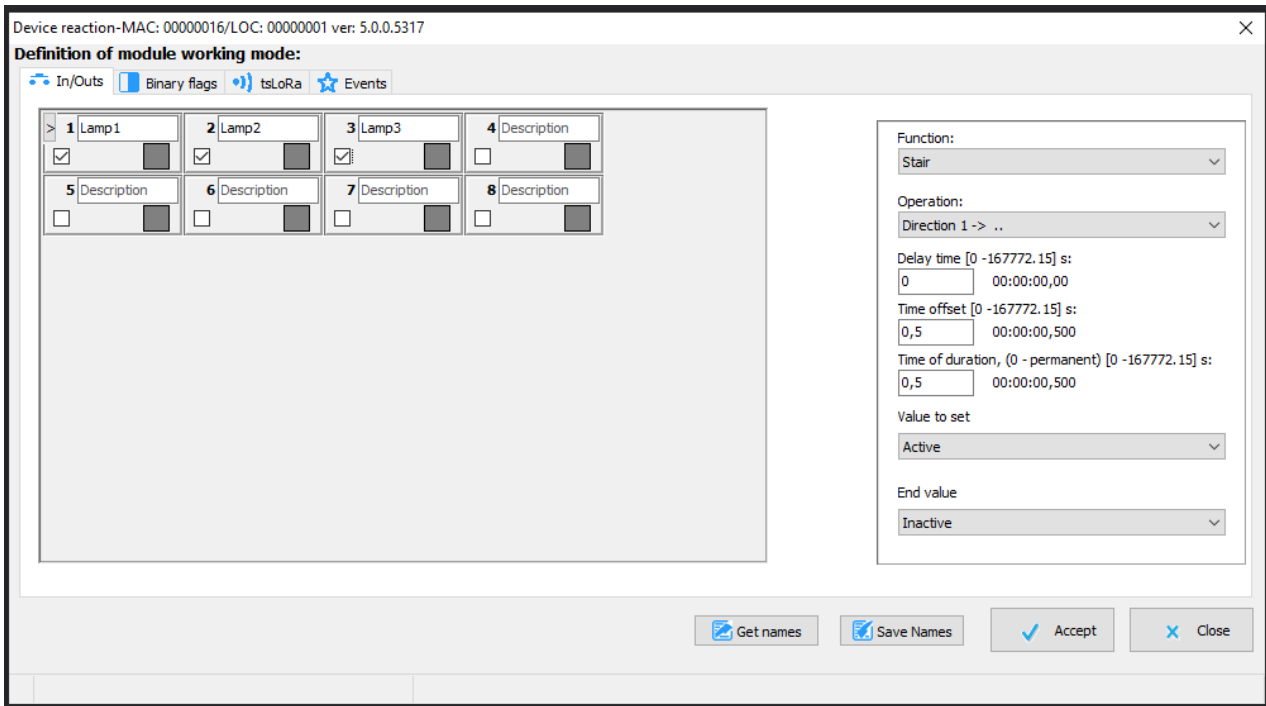 Device reaction-MAC: 00000016/LOC: 00000001 ver: 5.0.0.5317
Definition of module working mode:
In/Outs Binary flags tsLoRa Events
> 1 Lamp1 2 Lamp2 3 Lamp3 4 Description
5 Description 6 Description 7 Description 8 Description
Function:
Stair
Operation:
Direction 1 -> ..
Delay time [0 -167772.15] s:
0 00:00:00,00
Time offset [0 -167772.15] s:
0,5 00:00:00,500
Time of duration, (0 - permanent) [0 -167772.15] s:
0,5 00:00:00,500
Value to set
Active
End value
Inactive
Get names Save Names Accept Close